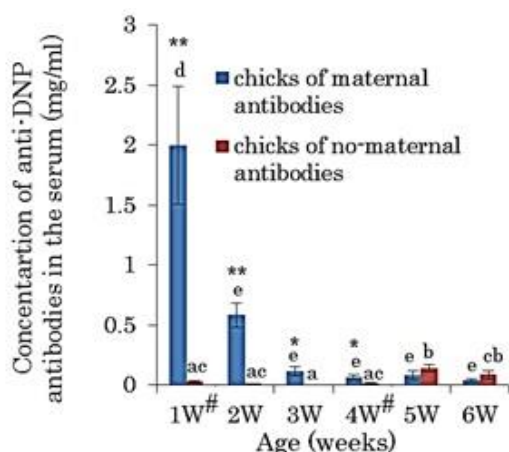 Concentartion of anti-DNP
antibodies in the serum (mg/ml)
3
2.5
2
1.5
1
0.5
0
chicks of maternal
antibodies
chicks of no-maternal
antibodies
**
d
ac
**
e
ac
*
e
a
*
e
ac
e
b
e
cb
1W# 2W 3W 4W# 5W 6W
Age (weeks)